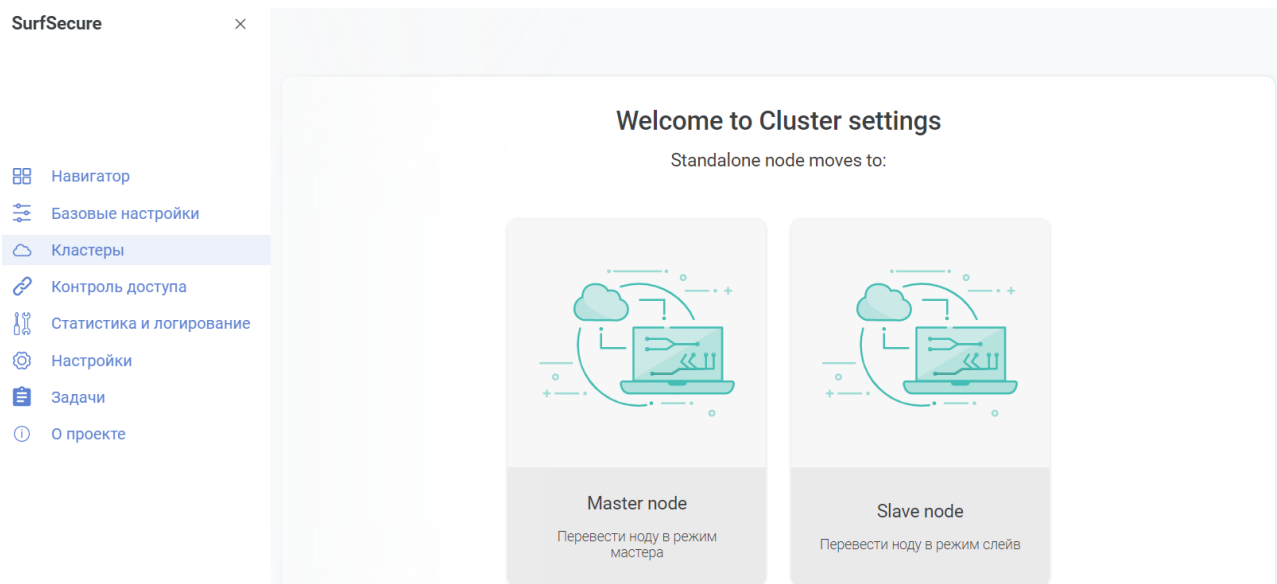 SurfSecure
Навигатор
Базовые настройки
Кластеры
Контроль доступа
Статистика и логирование
Настройки
Задачи
О проекте
Welcome to Cluster settings
Standalone node moves to:
Master node
Перевести ноду в режим
мастера
Slave node
Перевести ноду в режим слейв